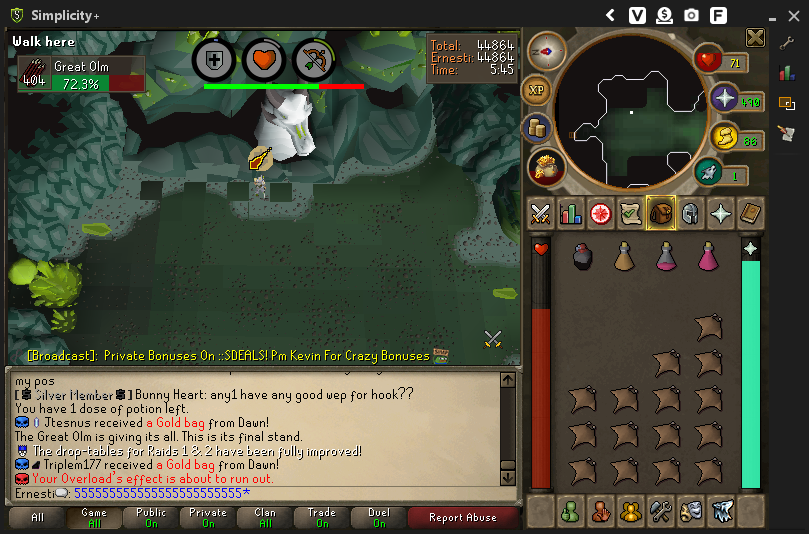 Simplicity+
Walk here
Great Olm
404
72.3%
Total: 44864
Ernesti: 44864
Time: 5:45
XP
71
490
86
1
[Broadcast]: Private Bonuses On ::SDEALS! Pm Kevin For Crazy Bonuses
my pos
[Silver Member] Bunny Heart: any1 have any good wep for hook??
You have 1 dose of potion left.
Jtesnus received a Gold bag from Dawn!
The Great Olm is giving its all. This is its final stand.
The drop-tables for Raids 1 & 2 have been fully improved!
Triplem177 received a Gold bag from Dawn!
Your Overload's effect is about to run out.
Ernesti: 5555555555555555555555555555*
All
Game
All
Public
On
Private
On
Clan
All
Trade
On
Duel
On
Report Abuse